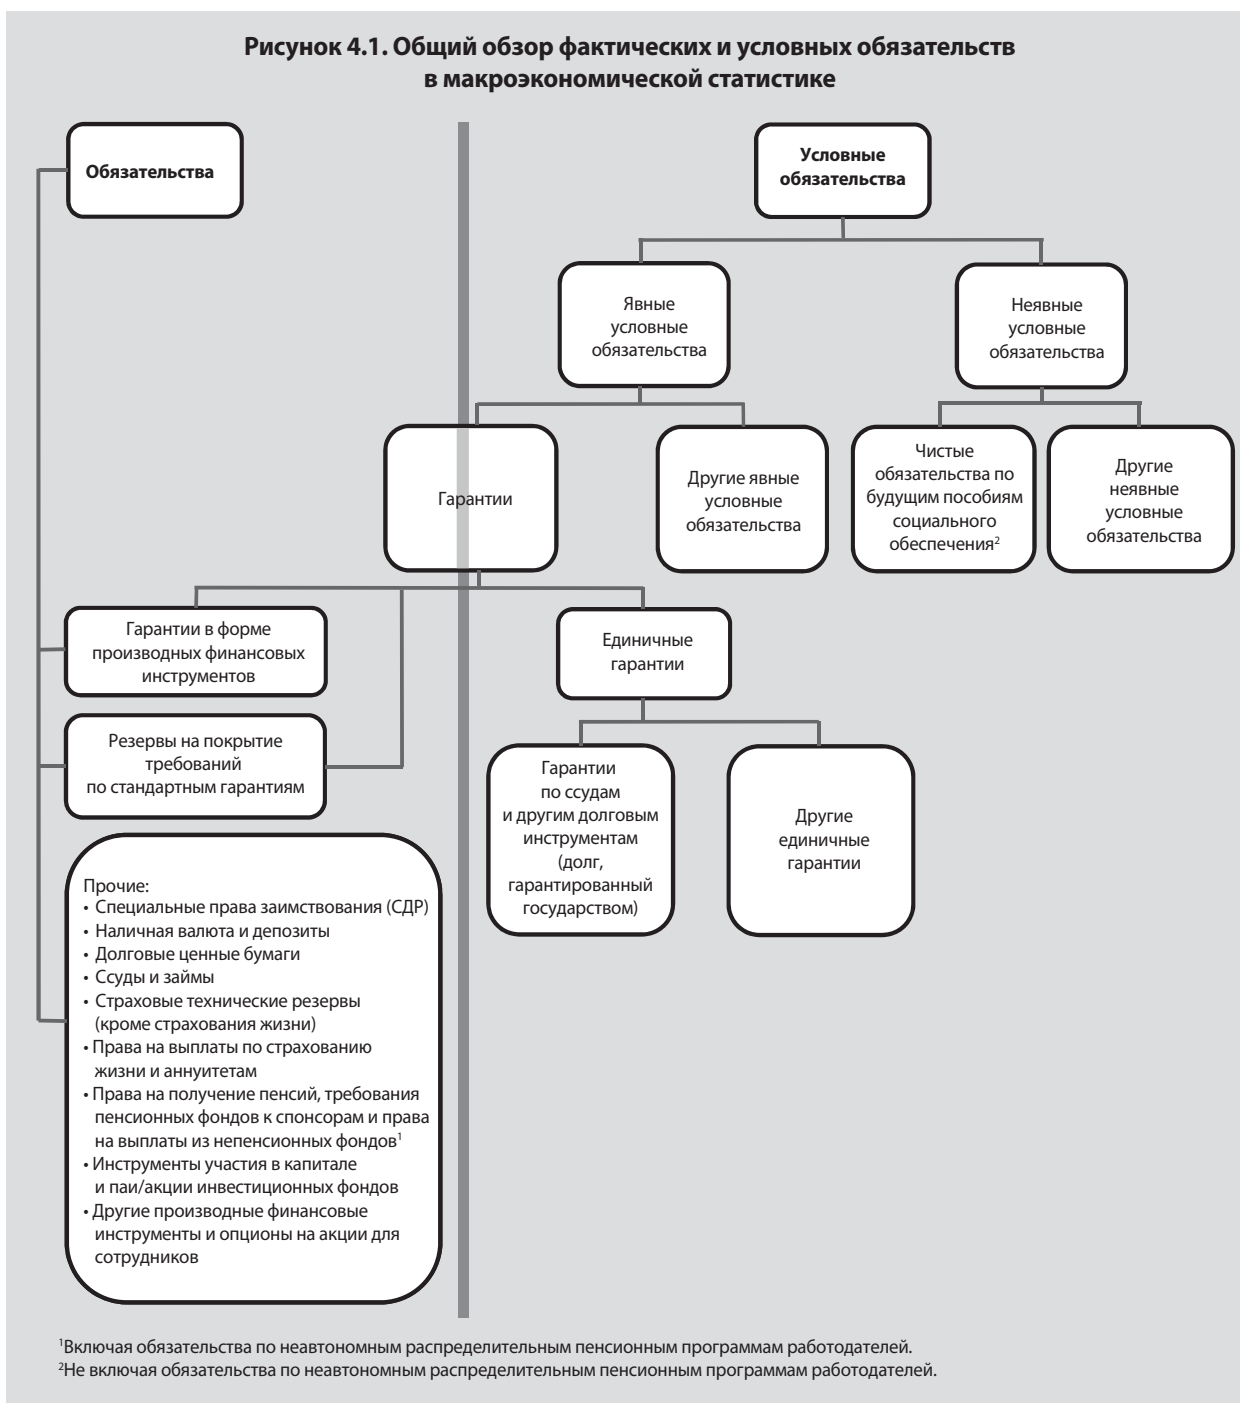 Рисунок 4.1. Общий обзор фактических и условных обязательств
в макроэкономической статистике
Обязательства
Условные
обязательства
Явные
условные
обязательства
Неявные
условные
обязательства
Гарантии
Другие явные
условные
обязательства
Чистые
обязательства по
будущим пособиям
социального
обеспечения²
Другие
неявные
условные
обязательства
Гарантии в форме
производных финансовых
инструментов
Единичные
гарантии
Резервы на покрытие
требований
по стандартным гарантиям
Гарантии
по ссудам
и другим долговым
инструментам
(долг,
гарантированный
государством)
Другие
единичные
гарантии
Прочие:
• Специальные права заимствования (СДР)
• Наличная валюта и депозиты
• Долговые ценные бумаги
• Ссуды и займы
• Страховые технические резервы
(кроме страхования жизни)
• Права на выплаты по страхованию
жизни и аннуитетам
• Права на получение пенсий, требования
пенсионных фондов к спонсорам и права
на выплаты из непенсионных фондов¹
• Инструменты участия в капитале
и паи/акции инвестиционных фондов
• Другие производные финансовые
инструменты и опционы на акции для
сотрудников
¹Включая обязательства по неавтономным распределительным пенсионным программам работодателей.
²Не включая обязательства по неавтономным распределительным пенсионным программам работодателей.